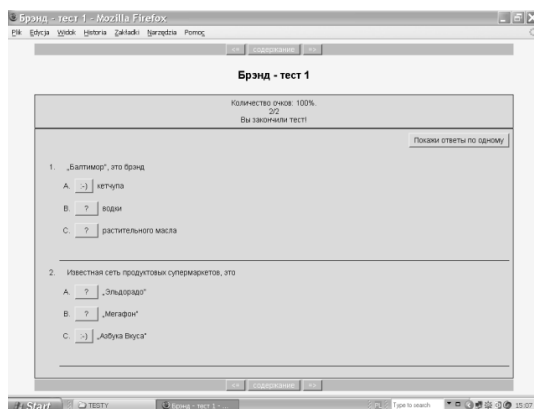 Брэнд - тест 1 - Mozilla Firefox
Plik Edycja Widok Historia Zakładki Narzędzia Pomoc
<< содержание >>
Брэнд - тест 1
Количество очков: 100%.
2/2
Вы закончили тест!
Покажи ответы по одному
1. „Балтимор", это брэнд
A. :-) кетчупа
B. ? водки
C. ? растительного масла
2. Известная сеть продуктовых супермаркетов, это
A. ? „Эльдорадо"
B. ? „Мегафон"
C. :-) „Азбука Вкуса"
<< содержание >>
Start TESTY Брэнд - тест 1 - ... Type to search 15:07